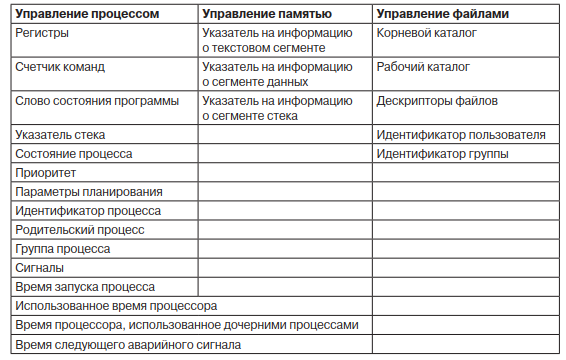 Управление процессом Управление памятью Управление файлами
Регистры Указатель на информацию о текстовом сегменте Корневой каталог
Счетчик команд Указатель на информацию о сегменте данных Рабочий каталог
Слово состояния программы Указатель на информацию о сегменте стека Дескрипторы файлов
Указатель стека Идентификатор пользователя
Состояние процесса Идентификатор группы
Приоритет
Параметры планирования
Идентификатор процесса
Родительский процесс
Группа процесса
Сигналы
Время запуска процесса
Использованное время процессора
Время процессора, использованное дочерними процессами
Время следующего аварийного сигнала